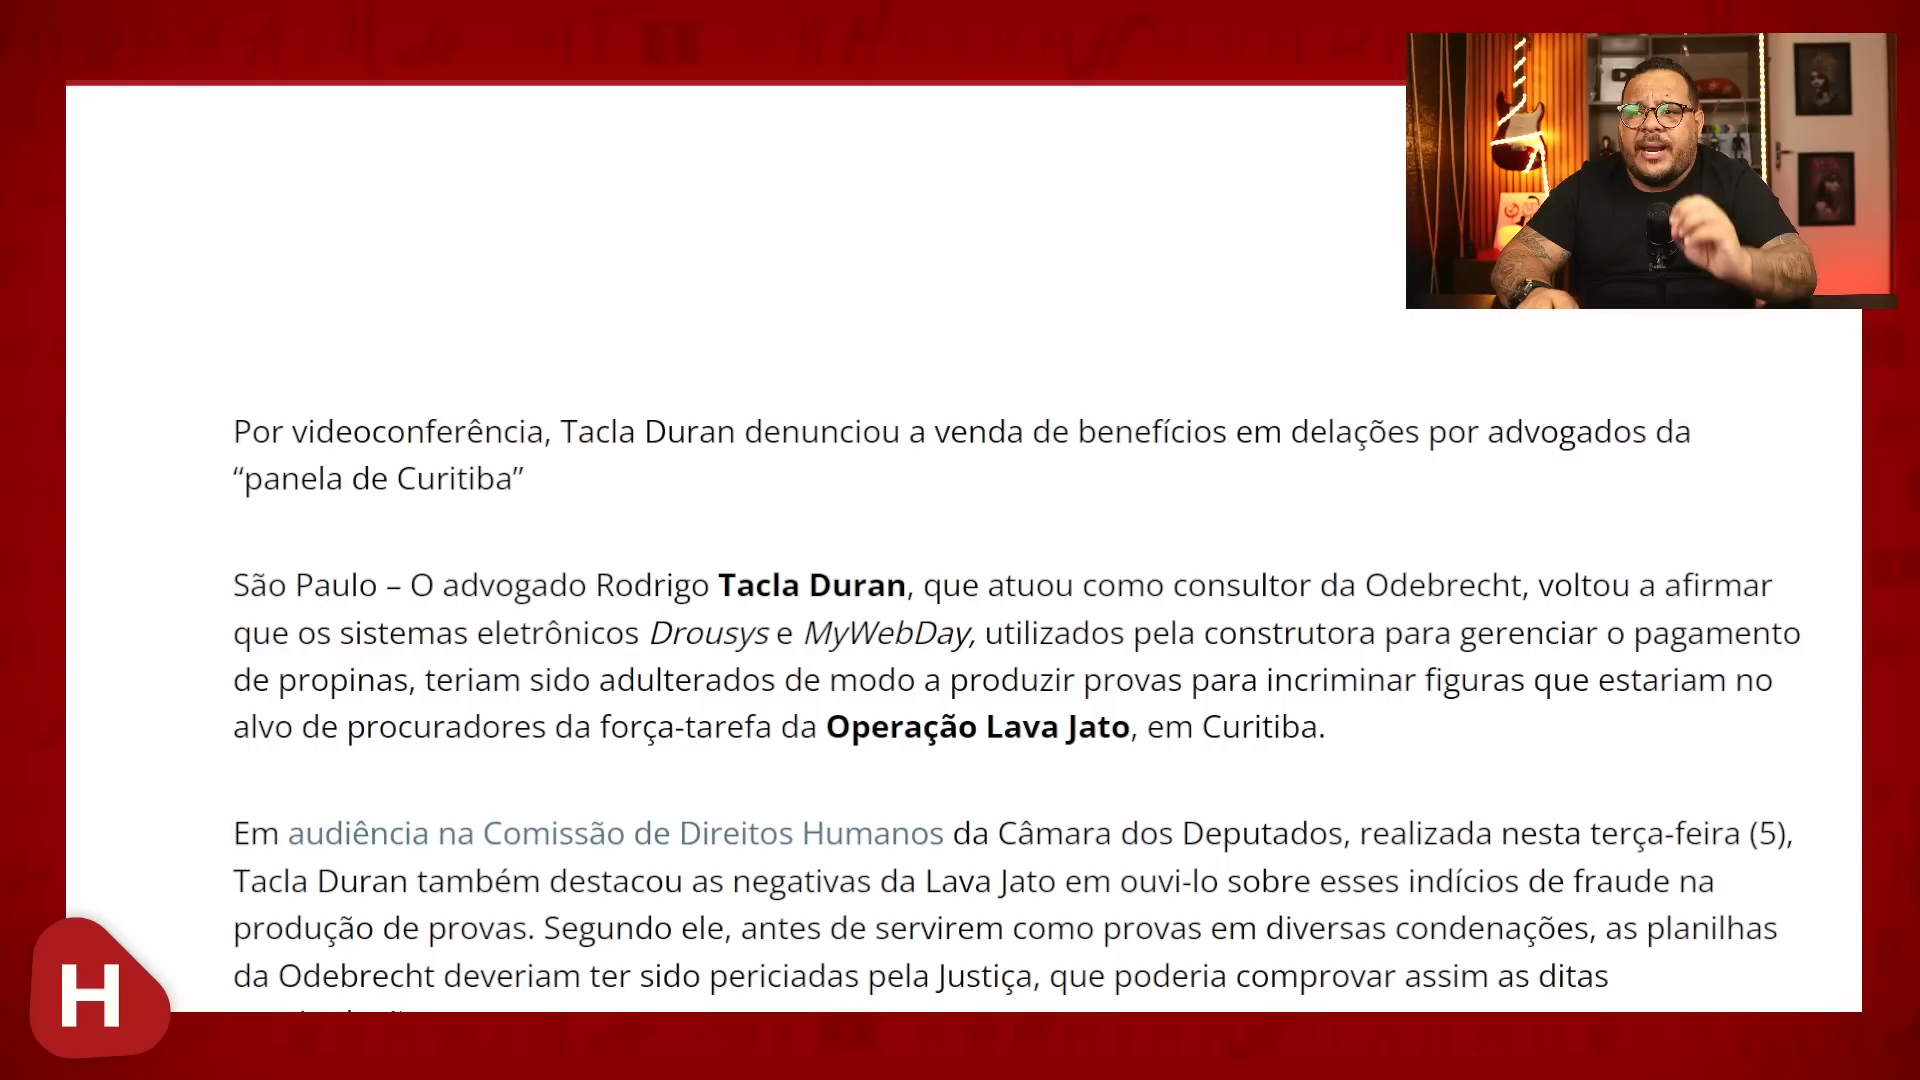 Por videoconferência, Tacla Duran denunciou a venda de benefícios em delações por advogados da
“panela de Curitiba”
São Paulo – O advogado Rodrigo Tacla Duran, que atuou como consultor da Odebrecht, voltou a afirmar
que os sistemas eletrônicos Drousys e MyWebDay, utilizados pela construtora para gerenciar o pagamento
de propinas, teriam sido adulterados de modo a produzir provas para incriminar figuras que estariam no
alvo de procuradores da força-tarefa da Operação Lava Jato, em Curitiba.
Em audiência na Comissão de Direitos Humanos da Câmara dos Deputados, realizada nesta terça-feira (5),
Tacla Duran também destacou as negativas da Lava Jato em ouvi-lo sobre esses indícios de fraude na
produção de provas. Segundo ele, antes de servirem como provas em diversas condenações, as planilhas
da Odebrecht deveriam ter sido periciadas pela Justiça, que poderia comprovar assim as ditas
H